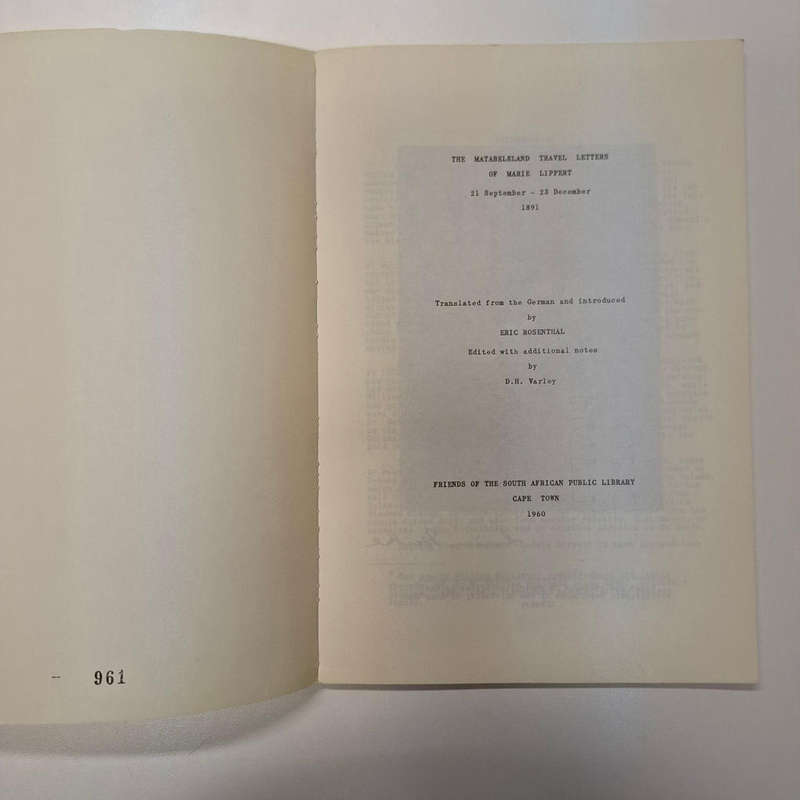 - 961
THE MATABELELAND TRAVEL LETTERS
OF MARIE LIPPERT
21 September - 23 December
1891
Translated from the German and introduced
by
ERIC ROSENTHAL
Edited with additional notes
by
D.H. Varley
FRIENDS OF THE SOUTH AFRICAN PUBLIC LIBRARY
CAPE TOWN
1960